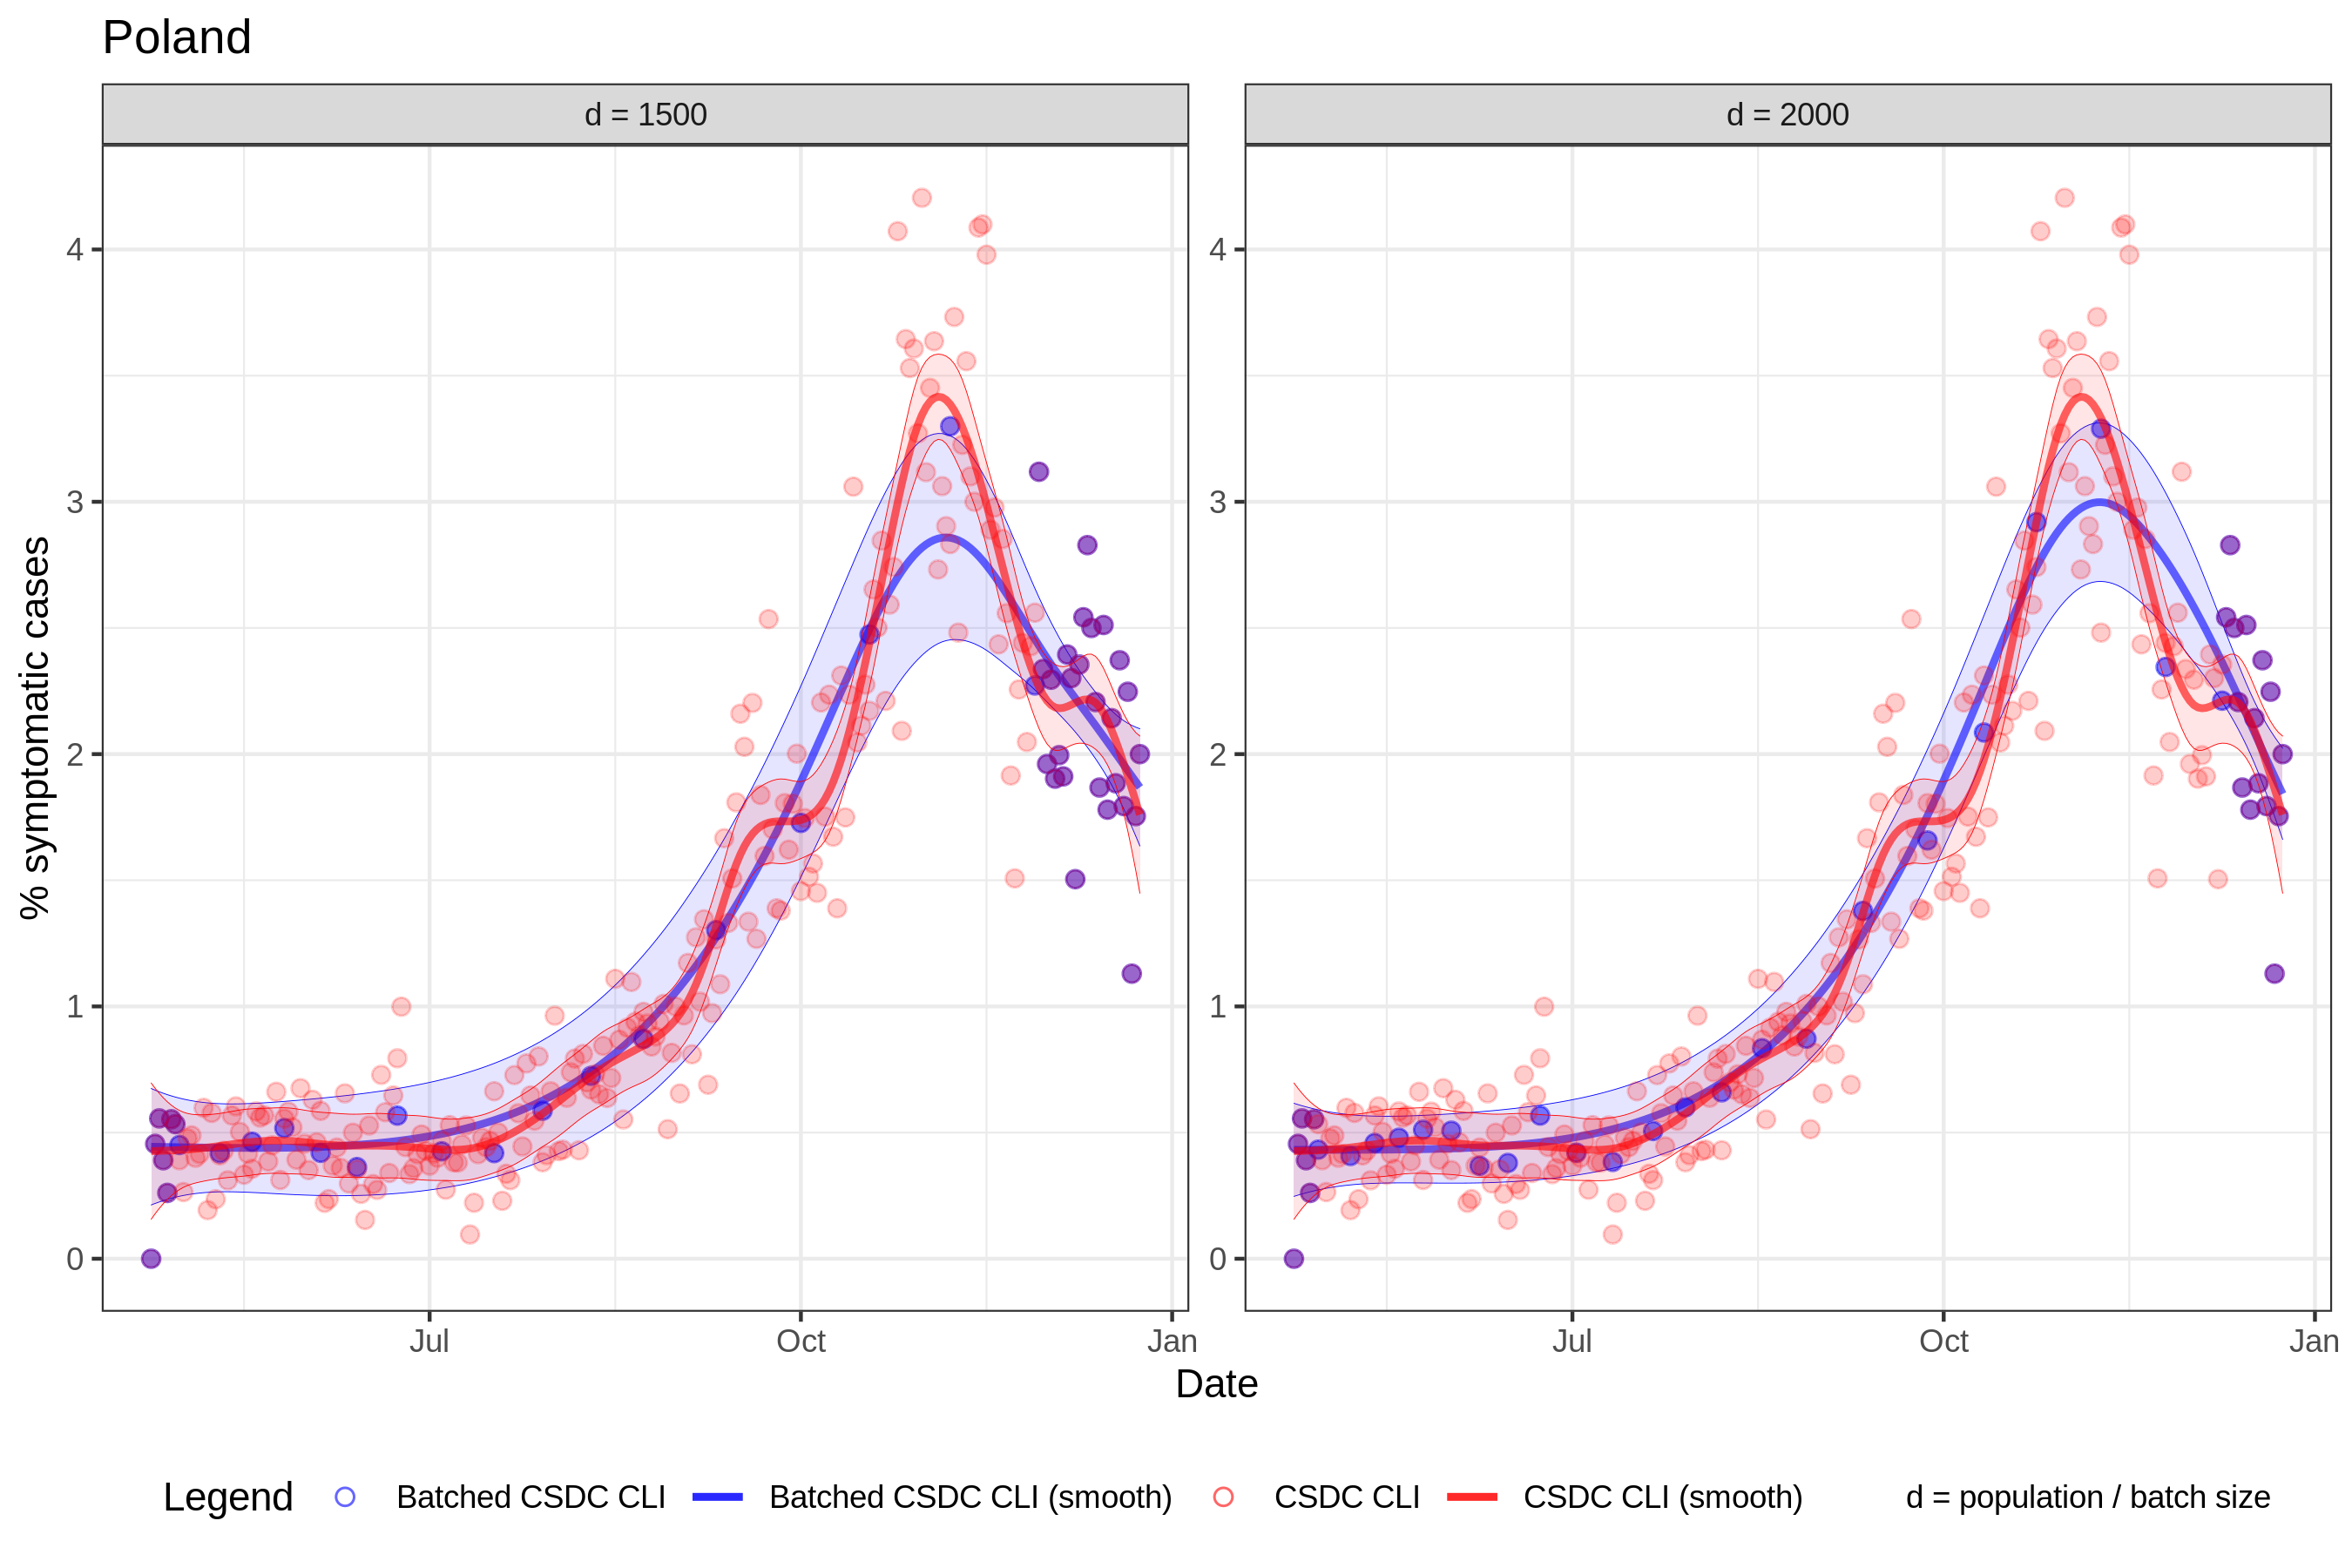 Poland
d = 1500
d = 2000
% symptomatic cases
4
3
2
1
0
4
3
2
1
0
Jul
Oct
Jan
Jul
Oct
Jan
Date
Legend
Batched CSDC CLI
Batched CSDC CLI (smooth)
CSDC CLI
CSDC CLI (smooth)
d = population / batch size